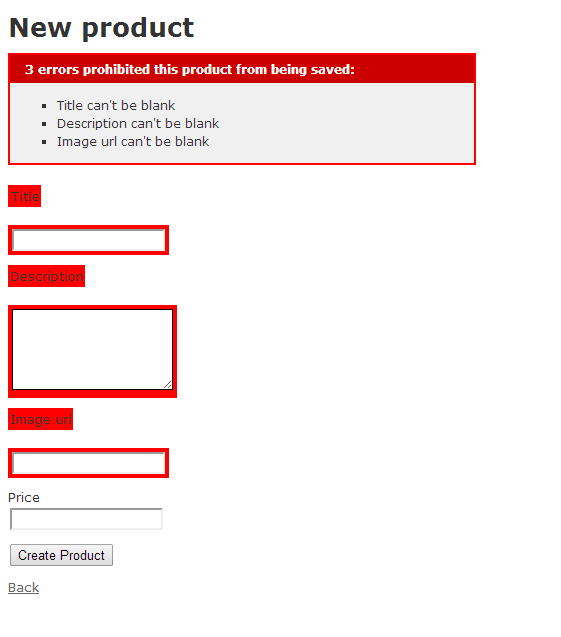 New product
3 errors prohibited this product from being saved:
Title can't be blank
Description can't be blank
Image url can't be blank
Title
Description
Image url
Price
Create Product
Back